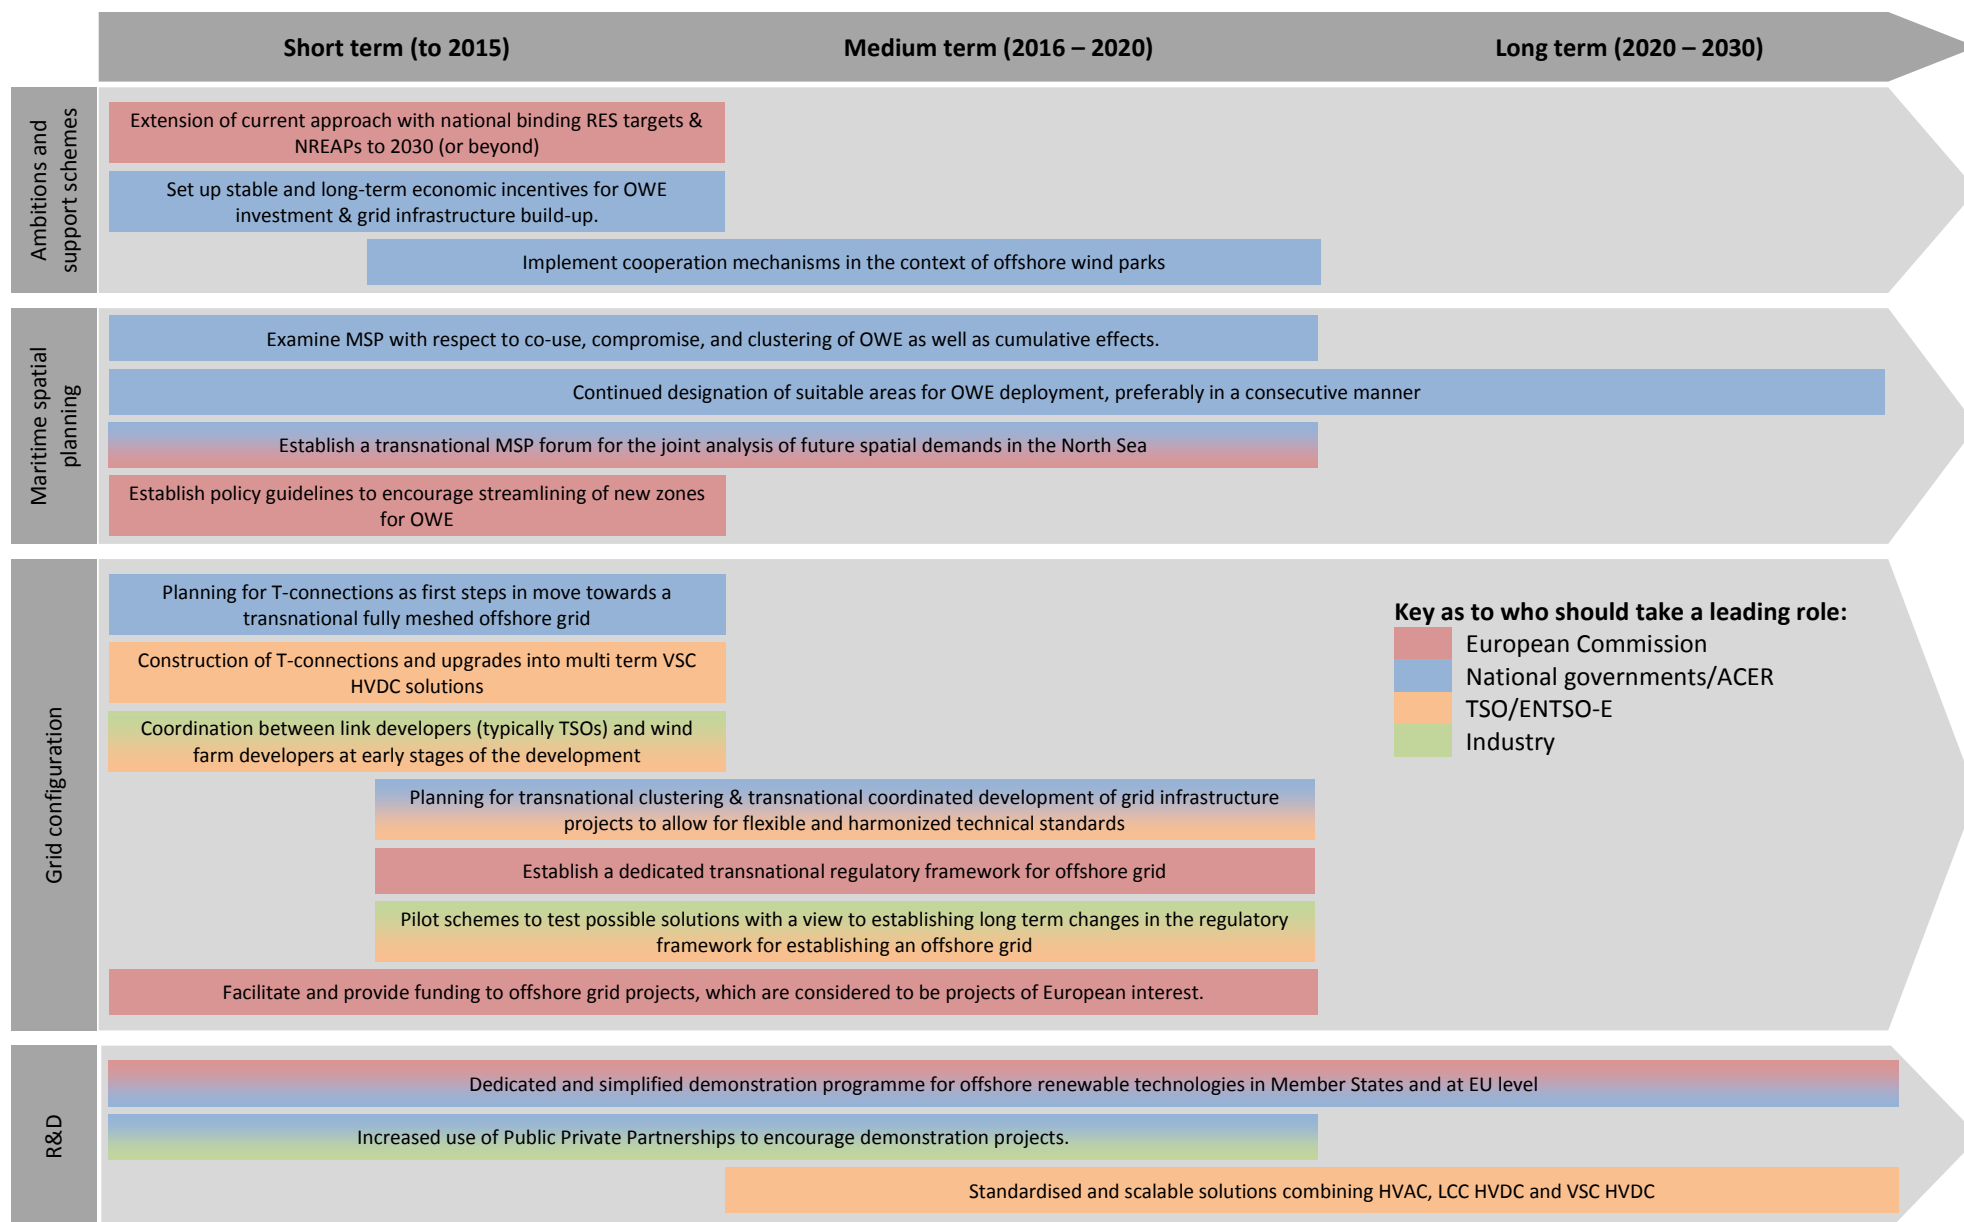 Short term (to 2015)
Medium term (2016 – 2020)
Long term (2020 – 2030)
Ambitions and
support schemes
Extension of current approach with national binding RES targets &
NREAPs to 2030 (or beyond)
Set up stable and long-term economic incentives for OWE
investment & grid infrastructure build-up.
Implement cooperation mechanisms in the context of offshore wind parks
Maritime spatial
planning
Examine MSP with respect to co-use, compromise, and clustering of OWE as well as cumulative effects.
Continued designation of suitable areas for OWE deployment, preferably in a consecutive manner
Establish a transnational MSP forum for the joint analysis of future spatial demands in the North Sea
Establish policy guidelines to encourage streamlining of new zones
for OWE
Grid configuration
Planning for T-connections as first steps in move towards a
transnational fully meshed offshore grid
Construction of T-connections and upgrades into multi term VSC
HVDC solutions
Coordination between link developers (typically TSOs) and wind
farm developers at early stages of the development
Planning for transnational clustering & transnational coordinated development of grid infrastructure
projects to allow for flexible and harmonized technical standards
Establish a dedicated transnational regulatory framework for offshore grid
Pilot schemes to test possible solutions with a view to establishing long term changes in the regulatory
framework for establishing an offshore grid
Facilitate and provide funding to offshore grid projects, which are considered to be projects of European interest.
Key as to who should take a leading role:
European Commission
National governments/ACER
TSO/ENTSO-E
Industry
R&D
Dedicated and simplified demonstration programme for offshore renewable technologies in Member States and at EU level
Increased use of Public Private Partnerships to encourage demonstration projects.
Standardised and scalable solutions combining HVAC, LCC HVDC and VSC HVDC